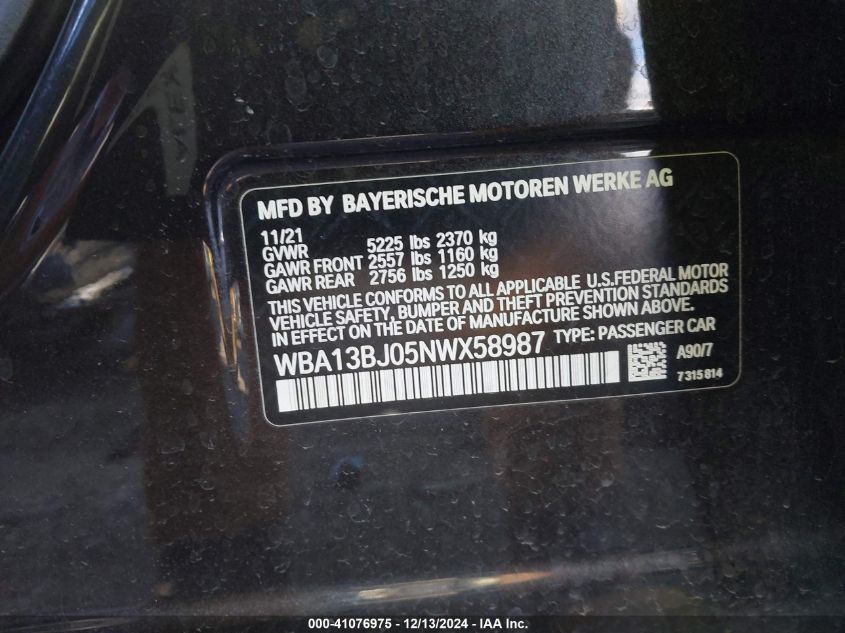 MFD BY BAYERISCHE MOTOREN WERKE AG
11/21
GVWR 5225 lbs 2370 kg
GAWR FRONT 2557 lbs 1160 kg
GAWR REAR 2756 lbs 1250 kg
THIS VEHICLE CONFORMS TO ALL APPLICABLE U.S.FEDERAL MOTOR
VEHICLE SAFETY, BUMPER AND THEFT PREVENTION STANDARDS
IN EFFECT ON THE DATE OF MANUFACTURE SHOWN ABOVE.
WBA13BJ05NWX58987 TYPE: PASSENGER CAR
A90/7
7315814
000-41076975 - 12/13/2024 - IAAI.com